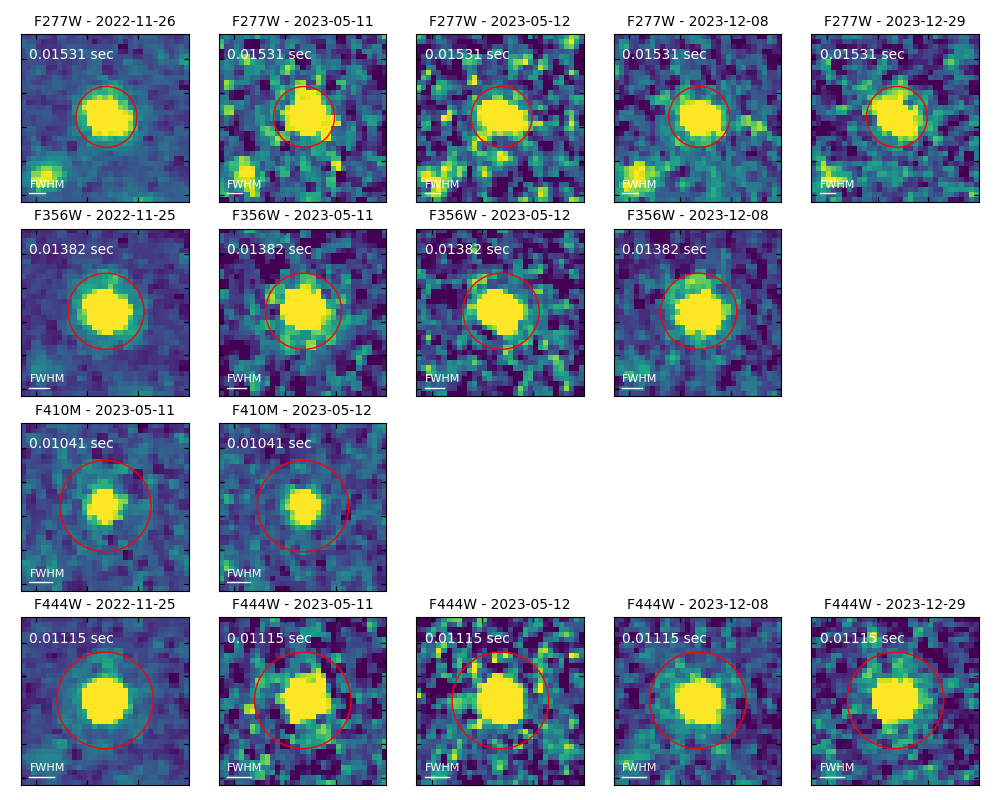 F277W - 2022-11-26
F277W - 2023-05-11
F277W - 2023-05-12
F277W - 2023-12-08
F277W - 2023-12-29
0.01531 sec
0.01531 sec
0.01531 sec
0.01531 sec
0.01531 sec
FWHM
FWHM
FWHM
FWHM
FWHM
F356W - 2022-11-25
F356W - 2023-05-11
F356W - 2023-05-12
F356W - 2023-12-08
0.01382 sec
0.01382 sec
0.01382 sec
0.01382 sec
FWHM
FWHM
FWHM
FWHM
F410M - 2023-05-11
F410M - 2023-05-12
0.01041 sec
0.01041 sec
FWHM
FWHM
F444W - 2022-11-25
F444W - 2023-05-11
F444W - 2023-05-12
F444W - 2023-12-08
F444W - 2023-12-29
0.01115 sec
0.01115 sec
0.01115 sec
0.01115 sec
0.01115 sec
FWHM
FWHM
FWHM
FWHM
FWHM